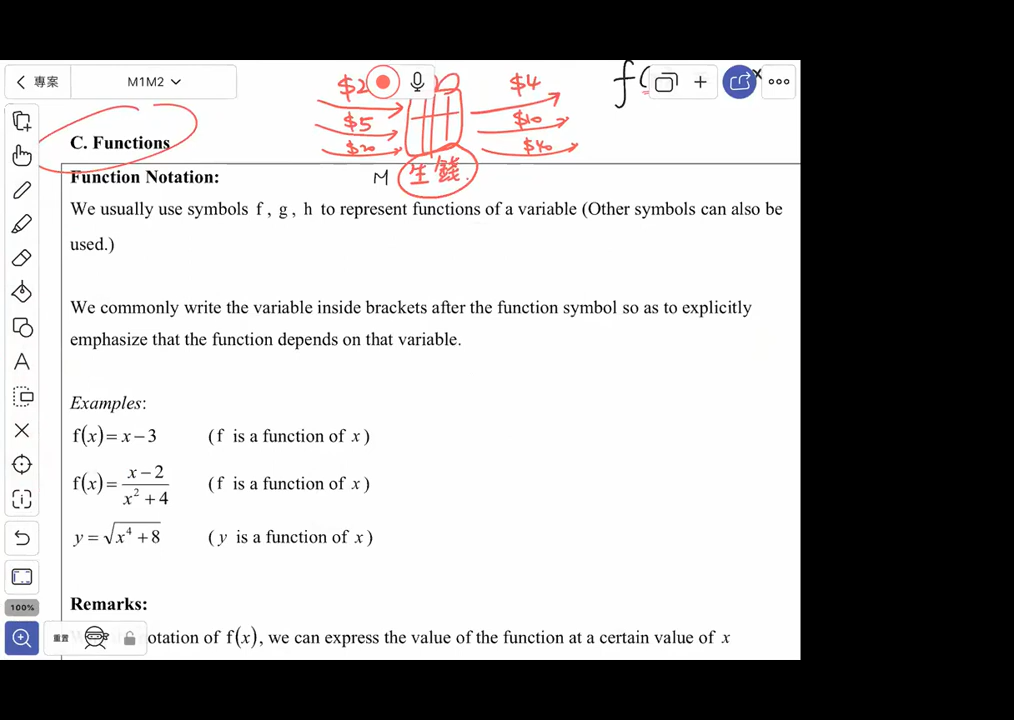 專案
M1M2
$2
$4
f(
x
$5
$10
$20
$40
C. Functions
M
生錢
Function Notation:
We usually use symbols f , g , h to represent functions of a variable (Other symbols can also be
used.)
We commonly write the variable inside brackets after the function symbol so as to explicitly
emphasize that the function depends on that variable.
Examples:
f(x)=x−3 (f is a function of x)
f(x)=(x−2)/(x²+4) (f is a function of x)
y=√(x⁴+8) (y is a function of x)
Remarks:
100%
重置
otation of f(x), we can express the value of the function at a certain value of x